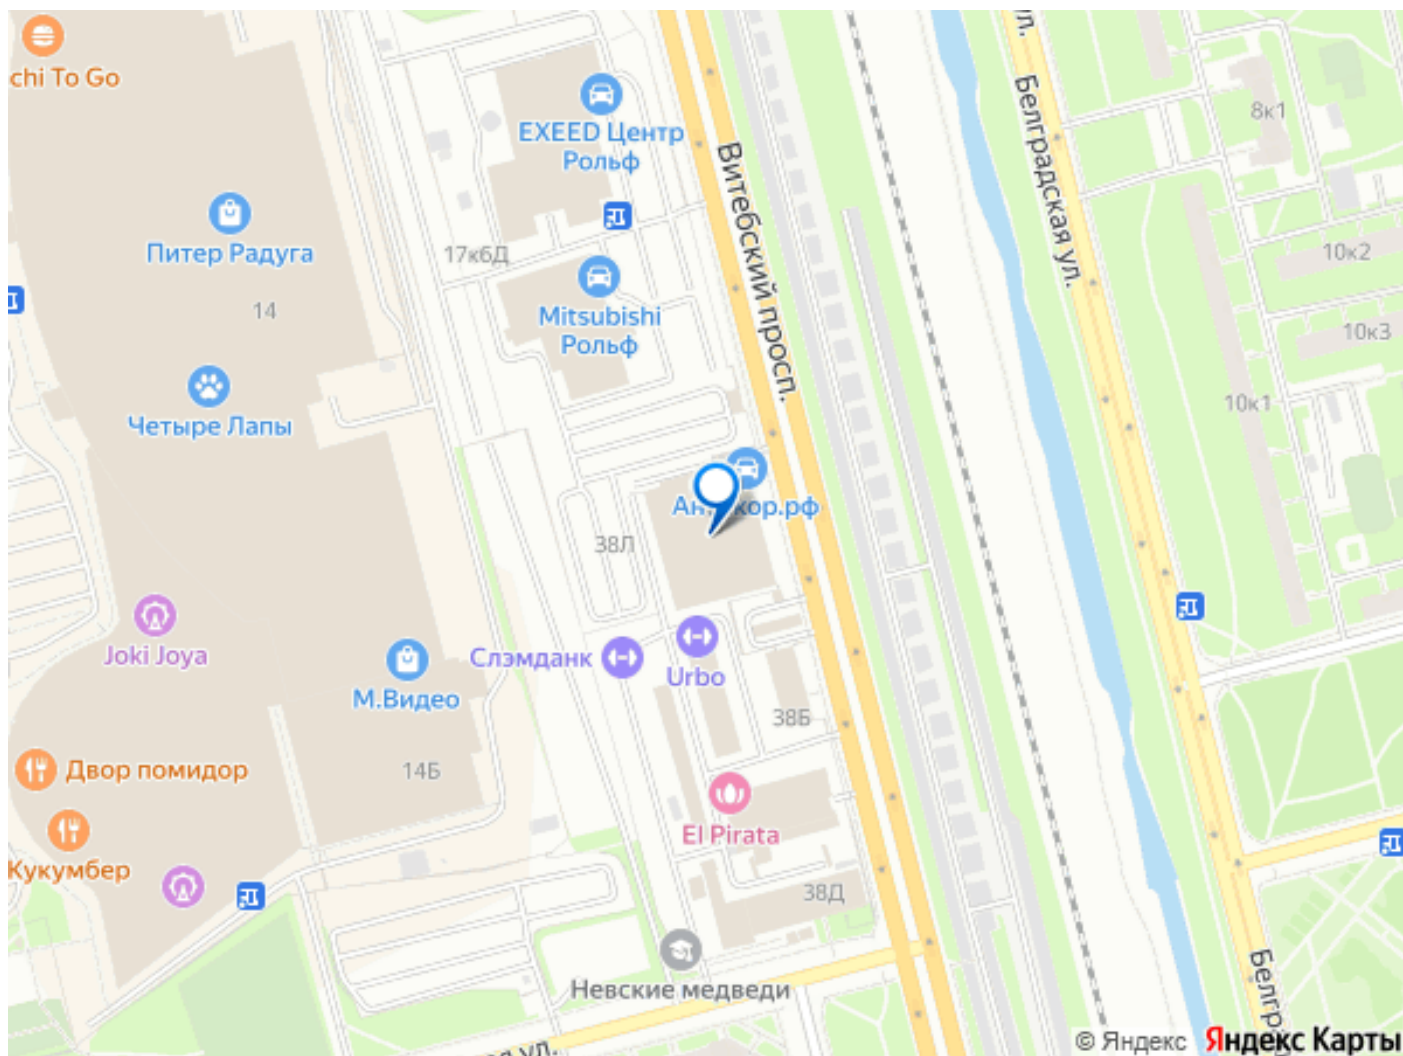 chi To Go
EXEED Центр
Рольф
Витебский просп.
Белградская ул.
8к1
Питер Радуга
17к6Д
14
Mitsubishi
Рольф
10к2
10к3
10к1
Четыре Лапы
38Л
Joki Joya
М.Видео
Слэмданк
Urbo
38Б
14Б
Двор помидор
El Pirata
Кукумбер
38Д
Невские медведи
© Яндекс Яндекс Карты